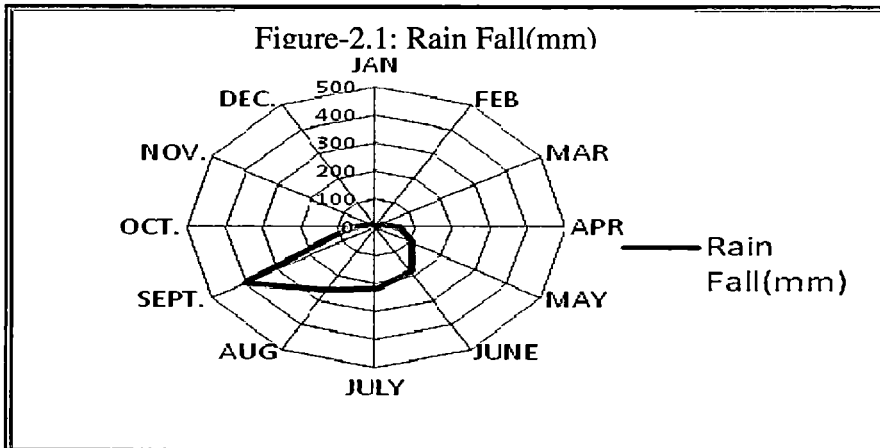 Figure-2.1: Rain Fall(mm)
JAN
FEB
MAR
APR
MAY
JUNE
JULY
AUG
SEPT.
OCT.
NOV.
DEC.
500
400
300
200
100
0
Rain
Fall(mm)